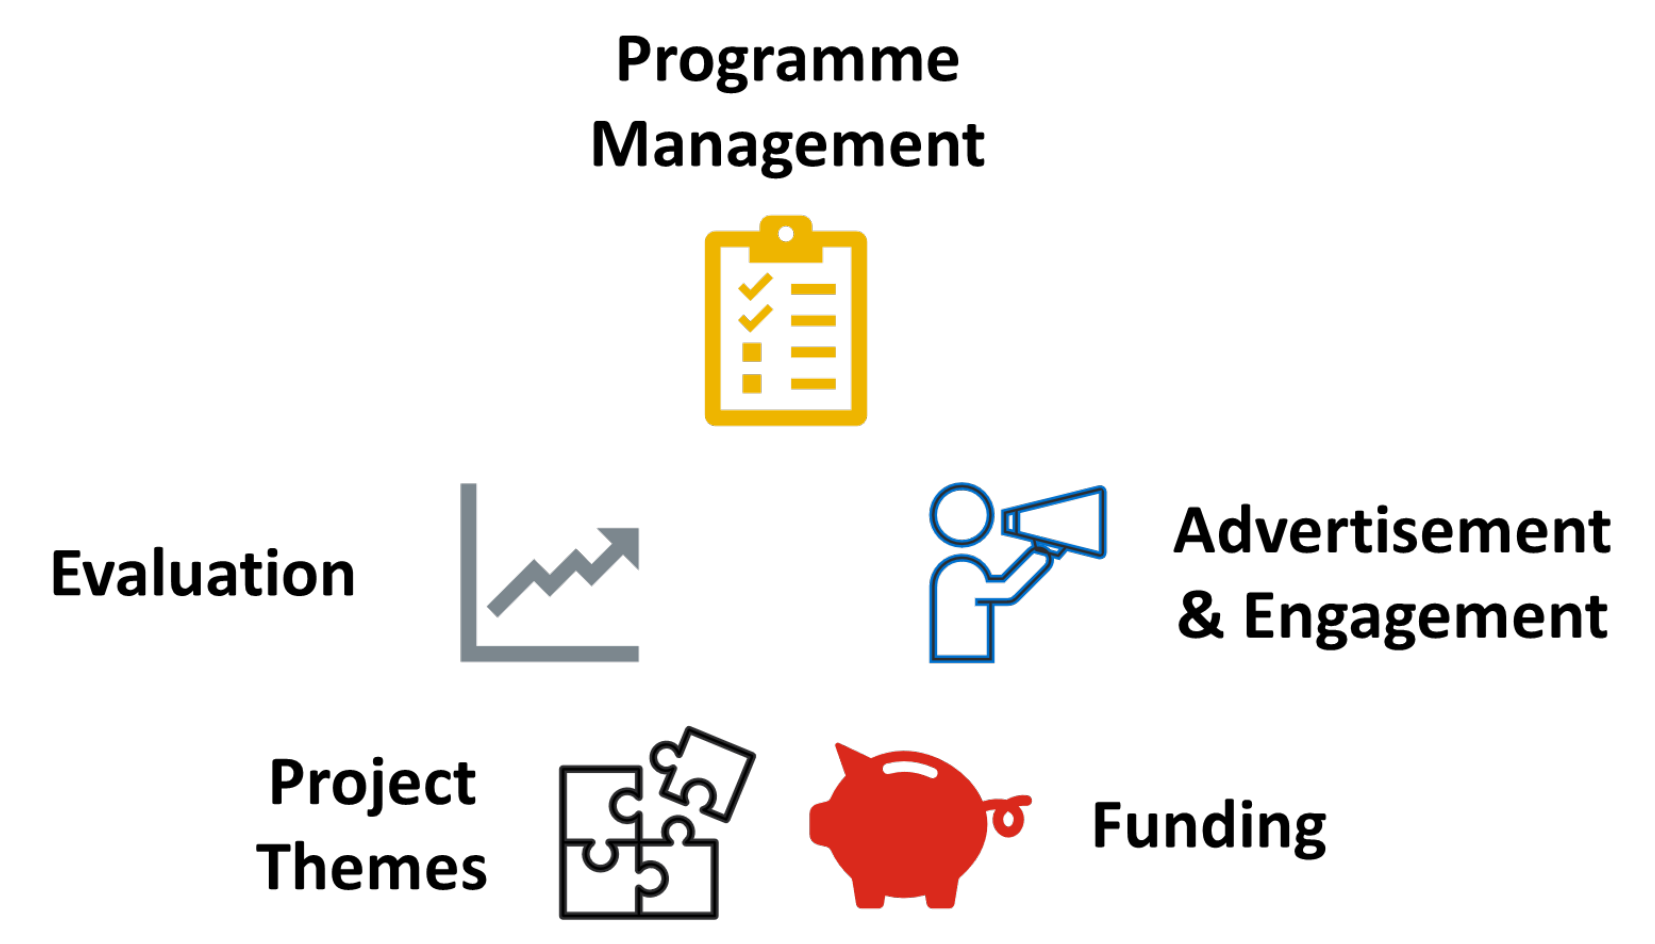 Programme
Management
Evaluation
Advertisement
& Engagement
Project
Themes
Funding